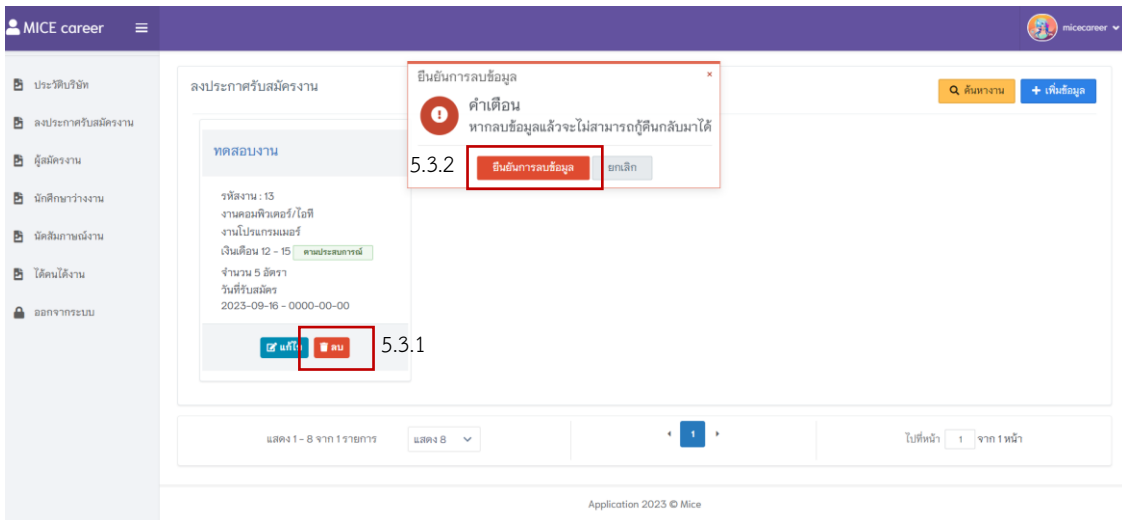 MICE career
micecareer
ประวัติบริษัท
ลงประกาศรับสมัครงาน
ผู้สมัครงาน
นักศึกษาว่างงาน
นัดสัมภาษณ์งาน
ได้คนได้งาน
ออกจากระบบ
ลงประกาศรับสมัครงาน
ค้นหางาน
+ เพิ่มข้อมูล
ยืนยันการลบข้อมูล ×
คำเตือน
หากลบข้อมูลแล้วจะไม่สามารถกู้คืนกลับมาได้
5.3.2
ยืนยันการลบข้อมูล ยกเลิก
ทดสอบงาน
รหัสงาน : 13
งานคอมพิวเตอร์/ไอที
งานโปรแกรมเมอร์
เงินเดือน 12 - 15 ตามประสบการณ์
จำนวน 5 อัตรา
วันที่รับสมัคร
2023-09-16 - 0000-00-00
แก้ไข ลบ 5.3.1
แสดง 1 - 8 จาก 1 รายการ แสดง 8 1 ไปที่หน้า 1 จาก 1 หน้า
Application 2023 © Mice